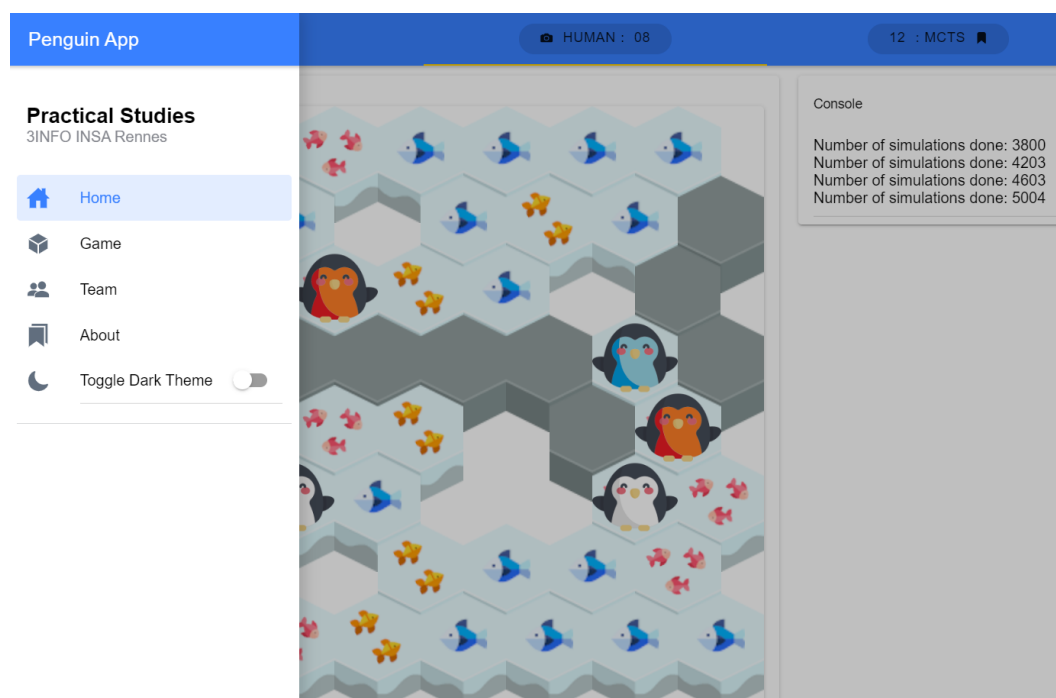 Penguin App
HUMAN : 08
12 : MCTS
Practical Studies
3INFO INSA Rennes
Home
Game
Team
About
Toggle Dark Theme
Console
Number of simulations done: 3800
Number of simulations done: 4203
Number of simulations done: 4603
Number of simulations done: 5004